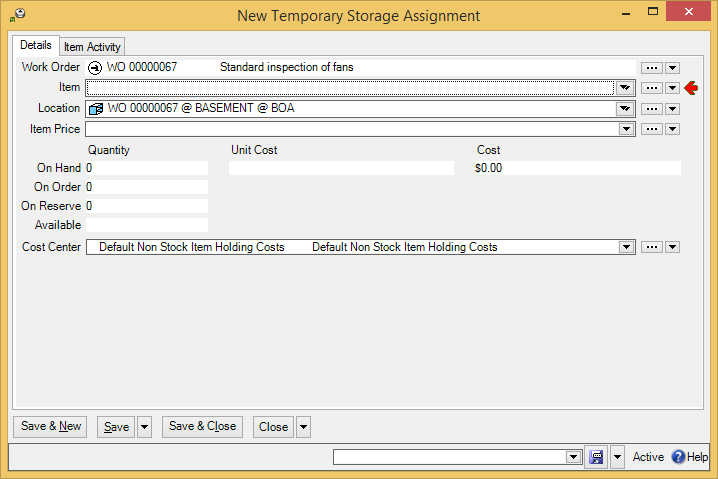 New Temporary Storage Assignment
Details Item Activity
Work Order WO 00000067 Standard inspection of fans
Item
Location WO 00000067 @ BASEMENT @ BOA
Item Price
Quantity Unit Cost Cost
On Hand 0 $0.00
On Order 0
On Reserve 0
Available
Cost Center Default Non Stock Item Holding Costs Default Non Stock Item Holding Costs
Save & New Save Save & Close Close
Active Help